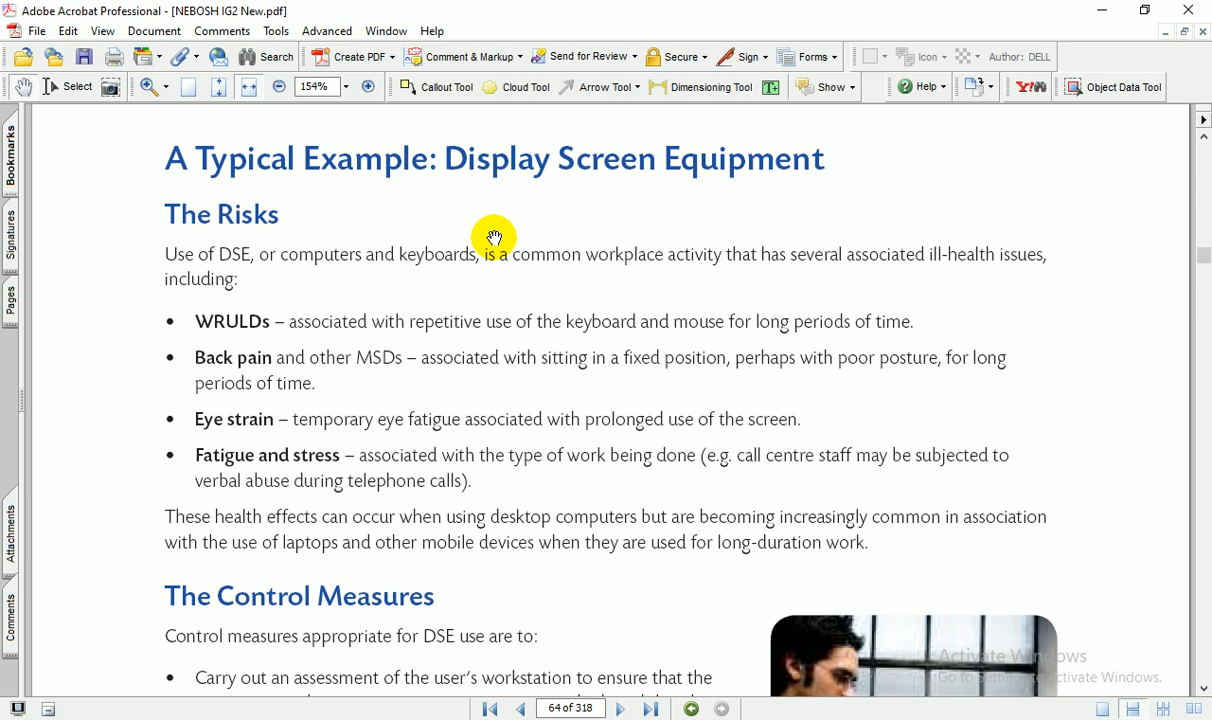 Adobe Acrobat Professional - [NEBOSH IG2 New.pdf]
File Edit View Document Comments Tools Advanced Window Help
Search Create PDF Comment & Markup Send for Review Secure Sign Forms Icon Author: DELL
Select 154% Callout Tool Cloud Tool Arrow Tool Dimensioning Tool T Show Help Object Data Tool
Bookmarks
Signatures
Pages
Attachments
Comments
A Typical Example: Display Screen Equipment
The Risks
Use of DSE, or computers and keyboards, is a common workplace activity that has several associated ill-health issues,
including:
• WRULDs – associated with repetitive use of the keyboard and mouse for long periods of time.
• Back pain and other MSDs – associated with sitting in a fixed position, perhaps with poor posture, for long
periods of time.
• Eye strain – temporary eye fatigue associated with prolonged use of the screen.
• Fatigue and stress – associated with the type of work being done (e.g. call centre staff may be subjected to
verbal abuse during telephone calls).
These health effects can occur when using desktop computers but are becoming increasingly common in association
with the use of laptops and other mobile devices when they are used for long-duration work.
The Control Measures
Control measures appropriate for DSE use are to:
• Carry out an assessment of the user's workstation to ensure that the
Activate Windows
Go to Settings to activate Windows.
64 of 318